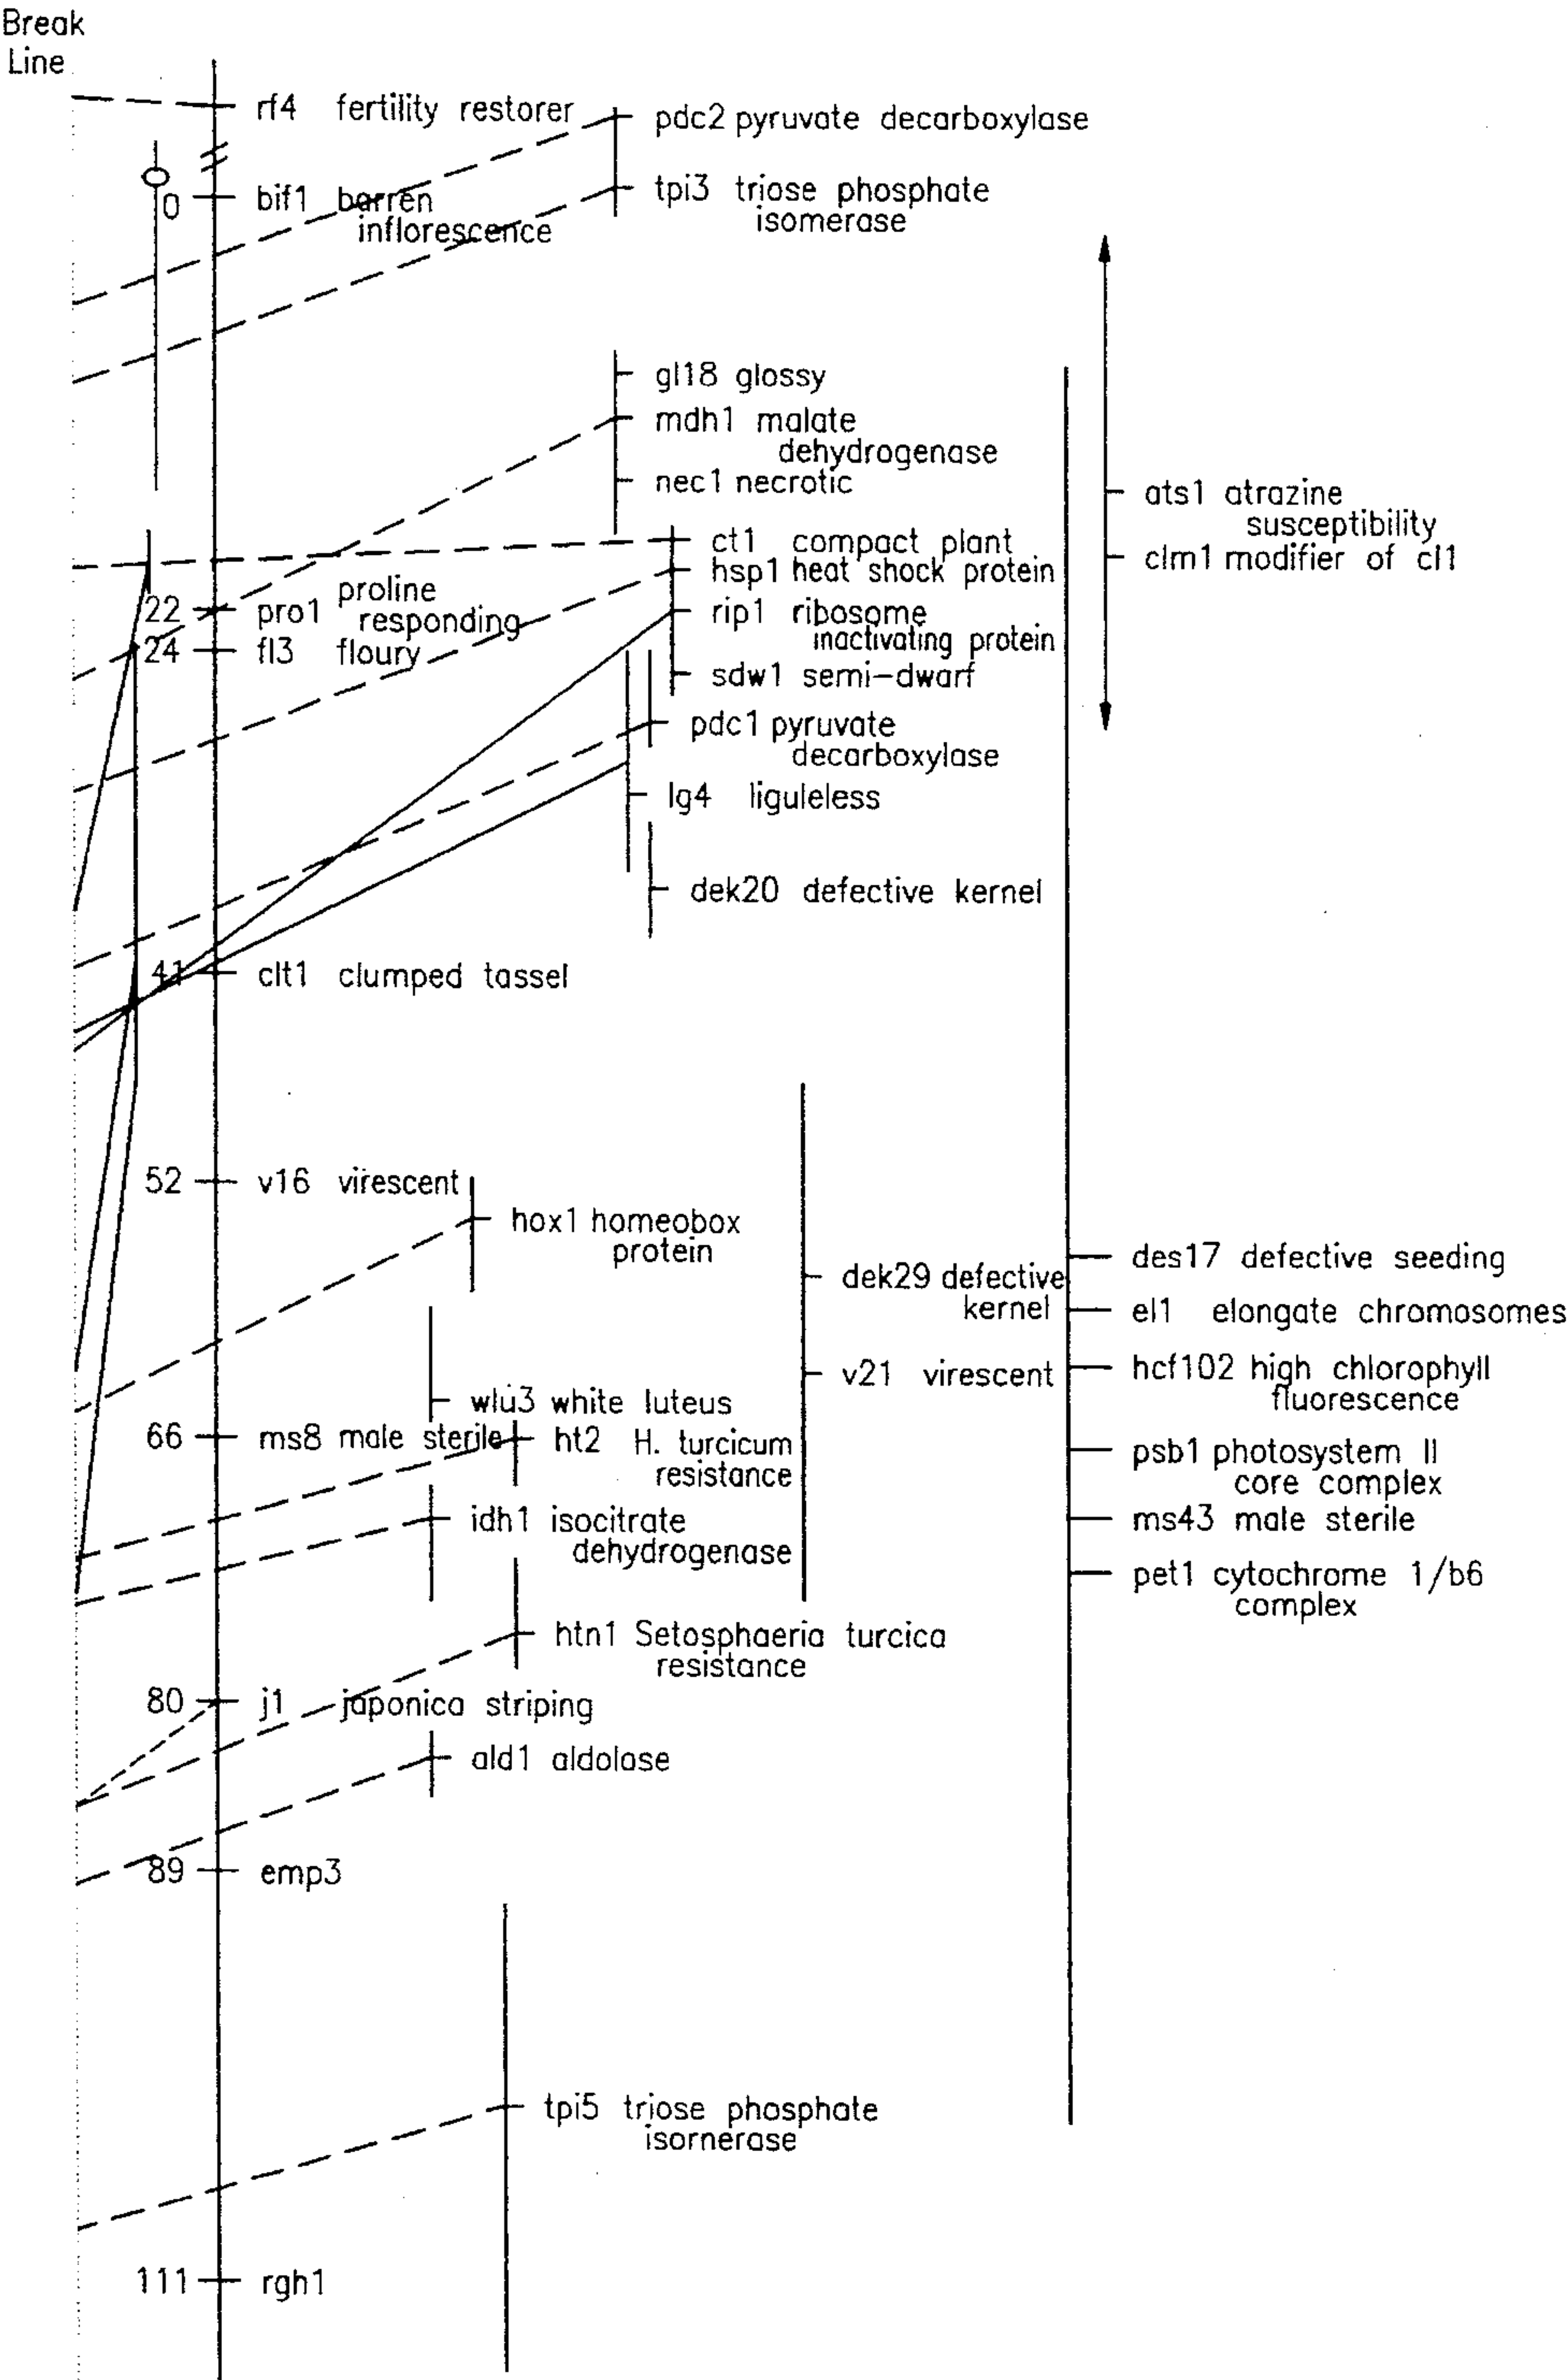 Break
Line
rf4 fertility restorer
pdc2 pyruvate decarboxylase
0 bif1 barren
inflorescence
tpi3 triose phosphate
isomerase
gl18 glossy
mdh1 malate
dehydrogenase
nec1 necrotic
ats1 atrazine
susceptibility
clm1 modifier of cl1
ct1 compact plant
hsp1 heat shock protein
rip1 ribosome
inactivating protein
sdw1 semi-dwarf
22 pro1 proline
responding
24 fl3 floury
pdc1 pyruvate
decarboxylase
lg4 liguleless
dek20 defective kernel
41 clt1 clumped tassel
52 v16 virescent
hox1 homeobox
protein
dek29 defective
kernel
v21 virescent
des17 defective seeding
el1 elongate chromosomes
hcf102 high chlorophyll
fluorescence
psb1 photosystem II
core complex
ms43 male sterile
pet1 cytochrome 1/b6
complex
wlu3 white luteus
66 ms8 male sterile
ht2 H. turcicum
resistance
idh1 isocitrate
dehydrogenase
htn1 Setosphaeria turcica
resistance
80 j1 japonica striping
ald1 aldolase
89 emp3
tpi5 triose phosphate
isornerase
111 rgh1